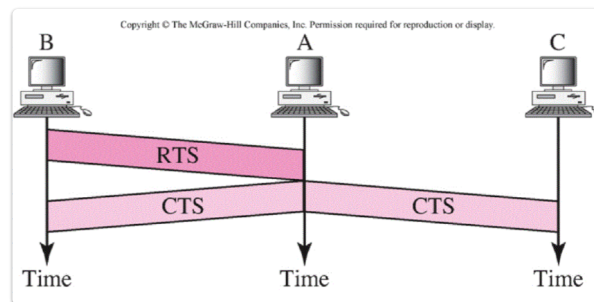 Copyright © The McGraw-Hill Companies, Inc. Permission required for reproduction or display.
B A C
RTS
CTS CTS
Time Time Time